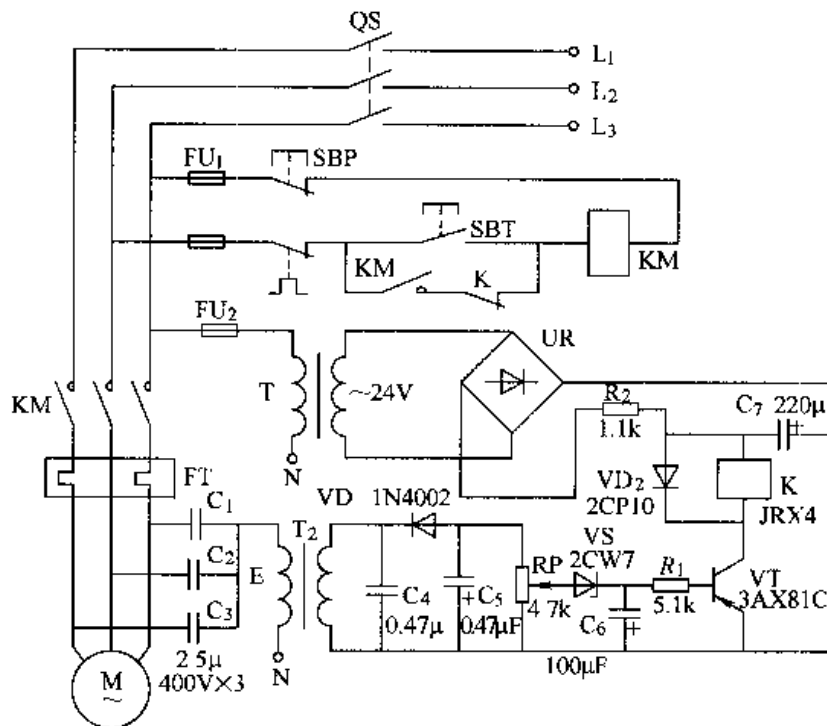 QS
L₁
L₂
L₃
FU₁
SBP
SBT
KM
K
KM
FU₂
UR
T
~24V
KM
R₂
1.1k
C₇ 220μ
FT
VD₂
2CP10
K
JRX4
C₁
VD 1N4002
T₂
VS
2CW7
C₂
E
RP
4 7k
R₁
5.1k
VT
3AX81C
C₃
C₄
0.47μ
+ C₅
0.47μF
C₆
+
2 5μ
400V×3
N
N
100μF
M
~